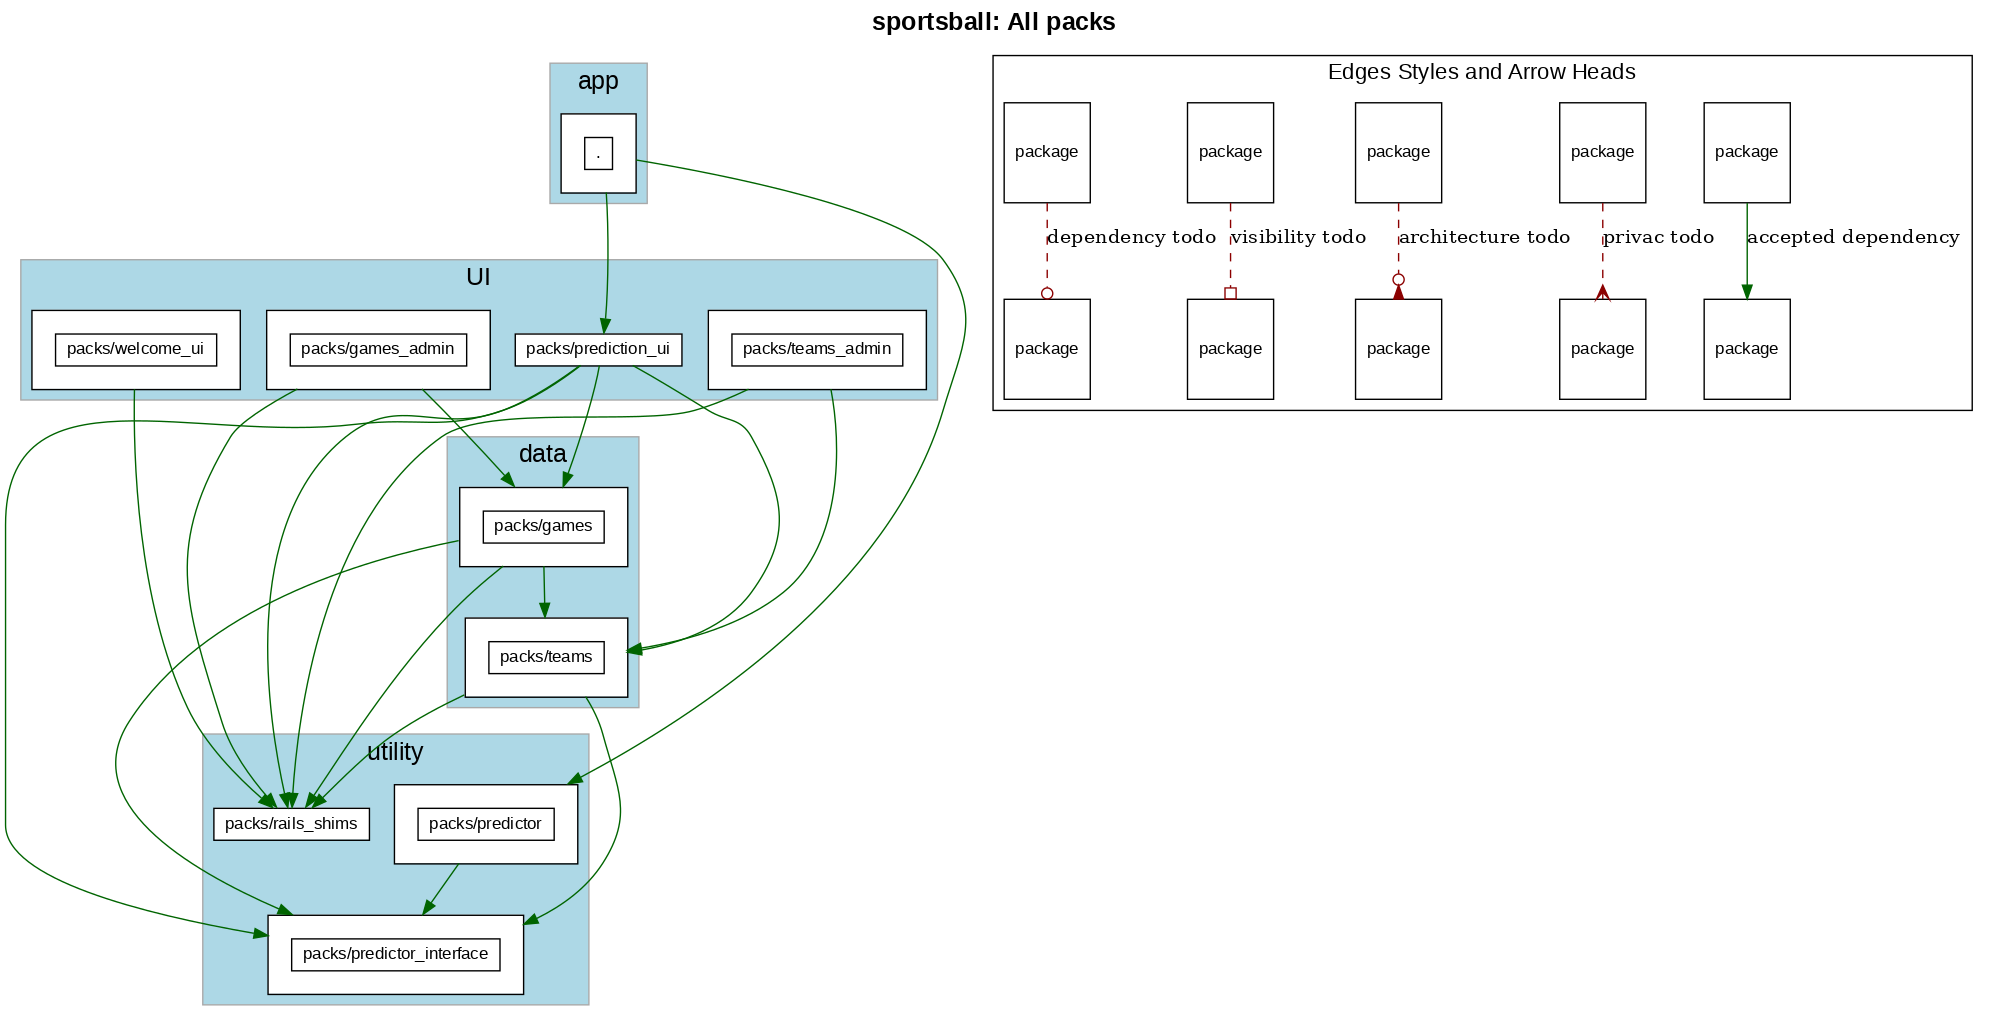 sportsball: All packs
app
.
UI
packs/welcome_ui
packs/games_admin
packs/prediction_ui
packs/teams_admin
data
packs/games
packs/teams
utility
packs/rails_shims
packs/predictor
packs/predictor_interface
Edges Styles and Arrow Heads
package
package
package
package
package
dependency todo
visibility todo
architecture todo
privac todo
accepted dependency
package
package
package
package
package